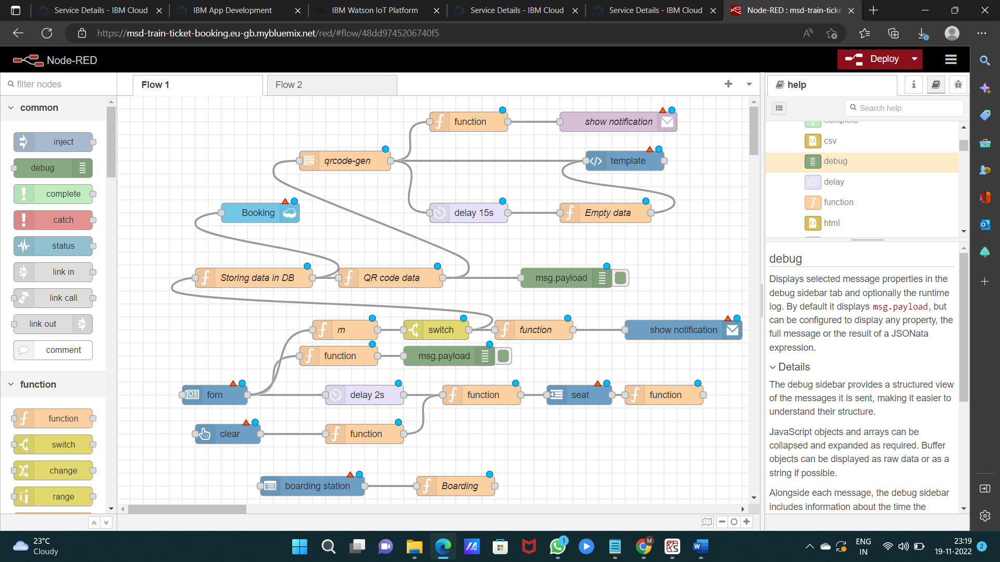 Service Details - IBM Cloud
IBM App Development
IBM Watson IoT Platform
Service Details - IBM Cloud
Service Details - IBM Cloud
Node-RED : msd-train-ticke
https://msd-train-ticket-booking.eu-gb.mybluemix.net/red/#flow/48dd9745206740f5
Node-RED
Deploy
filter nodes
Flow 1
Flow 2
help
Search help
common
inject
debug
complete
catch
status
link in
link call
link out
comment
function
function
switch
change
range
function
show notification
qrcode-gen
template
Booking
delay 15s
Empty data
Storing data in DB
QR code data
msg.payload
m
switch
function
show notification
function
msg.payload
forn
delay 2s
function
seat
function
clear
function
boarding station
Boarding
csv
debug
delay
function
html
debug
Displays selected message properties in the
debug sidebar tab and optionally the runtime
log. By default it displays msg.payload, but
can be configured to display any property, the
full message or the result of a JSONata
expression.
Details
The debug sidebar provides a structured view
of the messages it is sent, making it easier to
understand their structure.
JavaScript objects and arrays can be
collapsed and expanded as required. Buffer
objects can be displayed as raw data or as a
string if possible.
Alongside each message, the debug sidebar
includes information about the time the
23°C
Cloudy
1
M
ENG
IN
23:19
19-11-2022
2